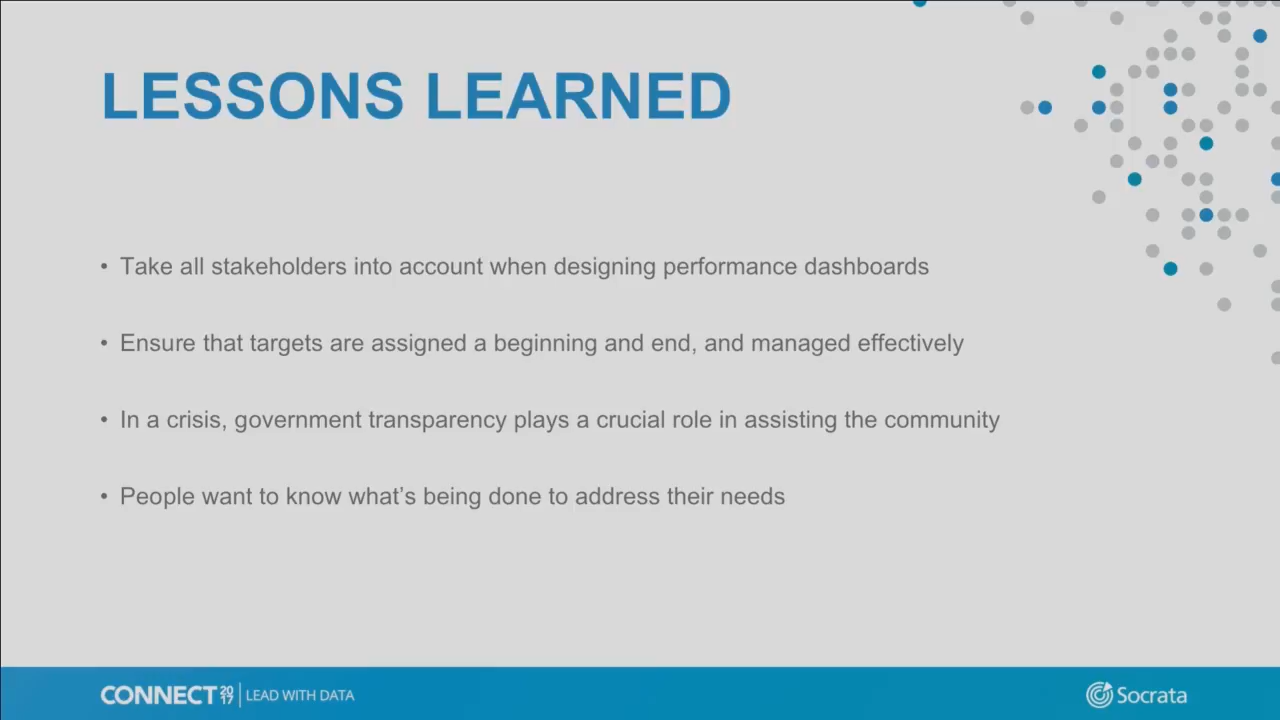 LESSONS LEARNED
• Take all stakeholders into account when designing performance dashboards
• Ensure that targets are assigned a beginning and end, and managed effectively
• In a crisis, government transparency plays a crucial role in assisting the community
• People want to know what’s being done to address their needs
CONNECT 2017 | LEAD WITH DATA
Socrata